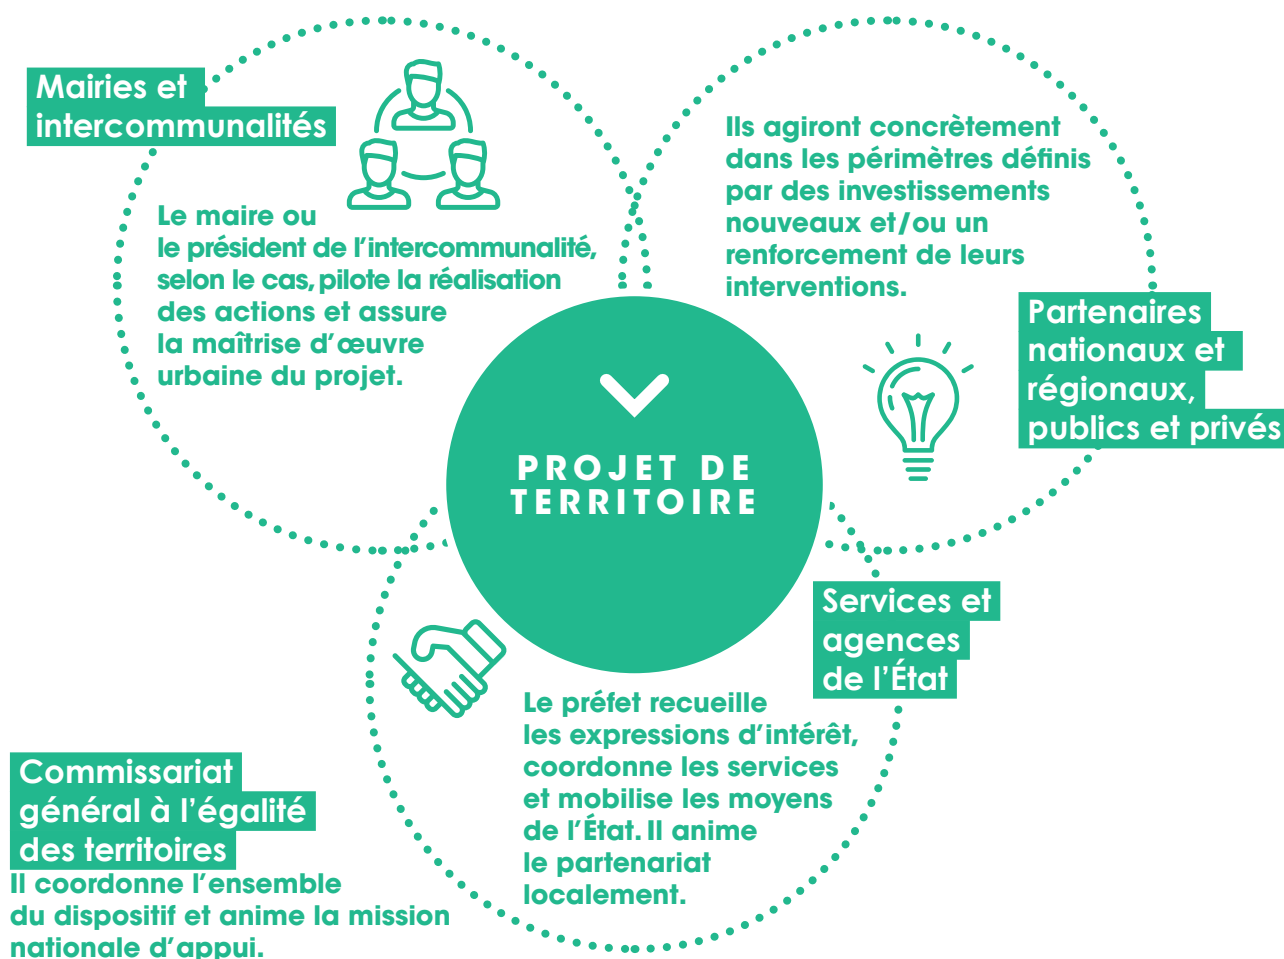 Mairies et
intercommunalités
Le maire ou
le président de l'intercommunalité,
selon le cas, pilote la réalisation
des actions et assure
la maîtrise d'œuvre
urbaine du projet.
Ils agiront concrètement
dans les périmètres définis
par des investissements
nouveaux et/ou un
renforcement de leurs
interventions.
Partenaires
nationaux et
régionaux,
publics et privés
PROJET DE
TERRITOIRE
Services et
agences
de l'État
Le préfet recueille
les expressions d'intérêt,
coordonne les services
et mobilise les moyens
de l'État. Il anime
le partenariat
localement.
Commissariat
général à l'égalité
des territoires
Il coordonne l'ensemble
du dispositif et anime la mission
nationale d'appui.